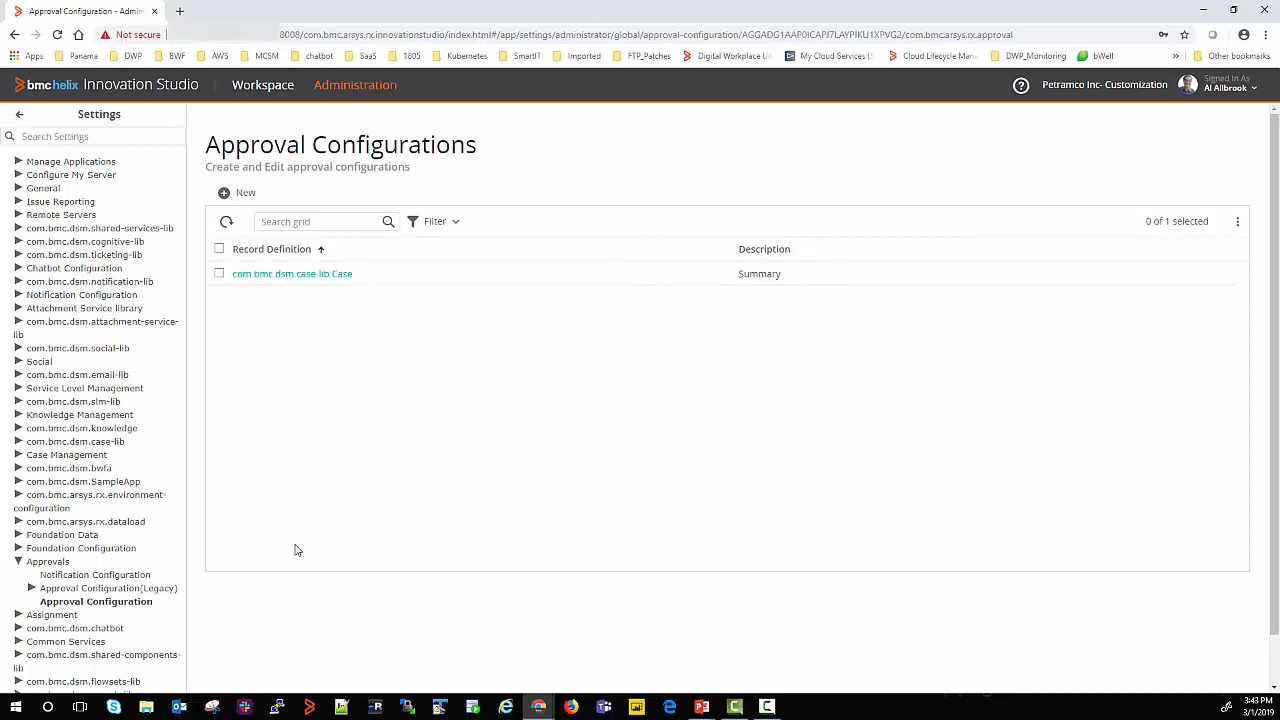 Approval Configurations - Admi
Not secure
8008/com.bmc.arsys.rx.innovationstudio/index.html#/app/settings/administrator/global/approval-configuration/AGGADG1AAP0ICAPJ7LAYPIKU1XPVG2/com.bmc.arsys.rx.approval
Apps Panama DWP BWF AWS MCSM chatbot SaaS 1805 Kubernetes SmartIT Imported FTP_Patches Digital Workplace Un My Cloud Services (S Cloud Lifecycle Man DWP_Monitoring bWell » Other bookmarks
bmchelix Innovation Studio Workspace Administration Petramco Inc- Customization Signed In As
Al Allbrook
Settings
Search Settings
Manage Applications
Configure My Server
General
Issue Reporting
Remote Servers
com.bmc.dsm.shared-services-lib
com.bmc.dsm.cognitive-lib
com.bmc.dsm.ticketing-lib
Chatbot Configuration
com.bmc.dsm.notification-lib
Notification Configuration
Attachment Service library
com.bmc.dsm.attachment-service-
lib
com.bmc.dsm.social-lib
Social
com.bmc.dsm.email-lib
Service Level Management
com.bmc.dsm.slm-lib
Knowledge Management
com.bmc.dsm.knowledge
com.bmc.dsm.case-lib
Case Management
com.bmc.dsm.bwfa
com.bmc.dsm.SampleApp
com.bmc.arsys.rx.environment-
configuration
com.bmc.arsys.rx.dataload
Foundation Data
Foundation Configuration
Approvals
Notification Configuration
Approval Configuration(Legacy)
Approval Configuration
Assignment
com.bmc.dsm.chatbot
Common Services
com.bmc.dsm.shared-components-
lib
com.bmc.dsm.flowsets-lib
Approval Configurations
Create and Edit approval configurations
New
Search grid Filter 0 of 1 selected
Record Definition Description
com.bmc.dsm.case-lib:Case Summary
3:43 PM
3/1/2019